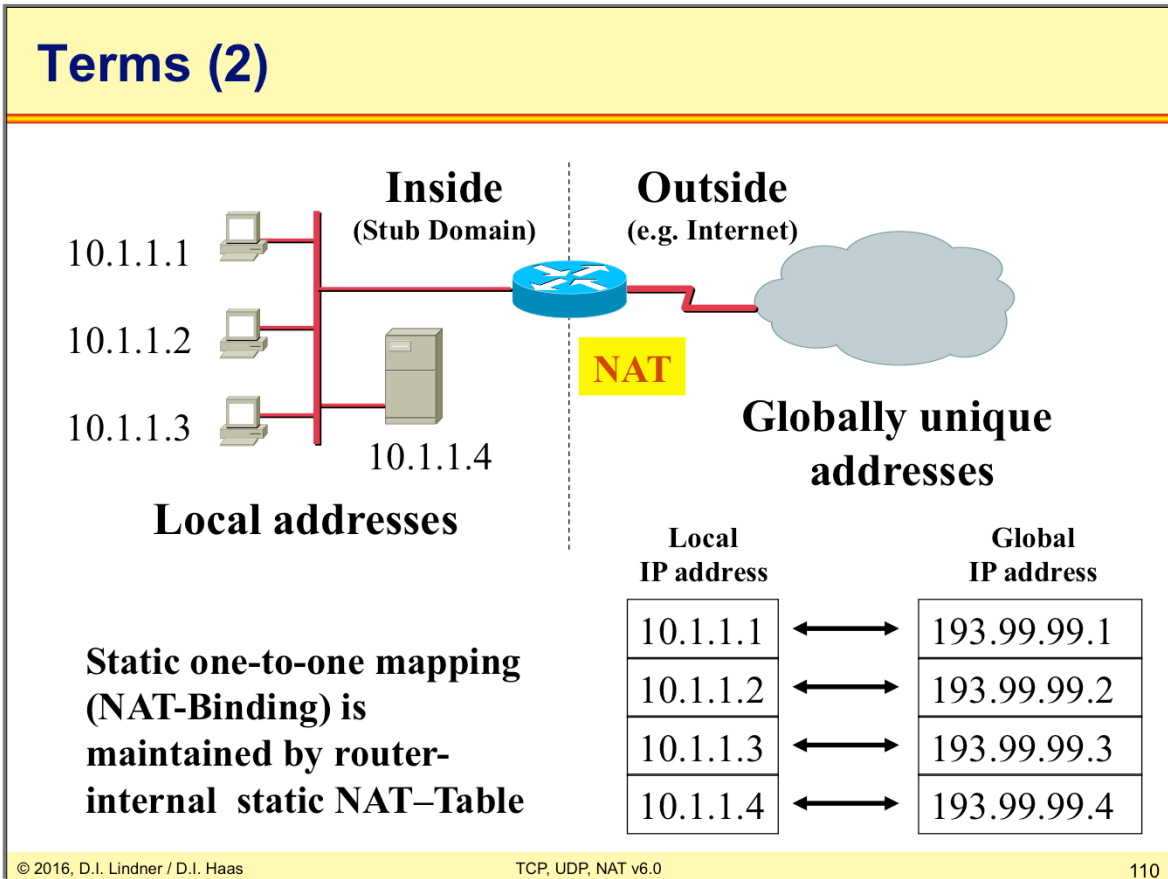 Terms (2)
Inside
(Stub Domain)
Outside
(e.g. Internet)
10.1.1.1
10.1.1.2
10.1.1.3
10.1.1.4
NAT
Local addresses
Globally unique
addresses
Static one-to-one mapping
(NAT-Binding) is
maintained by router-
internal static NAT–Table
Local
IP address
Global
IP address
10.1.1.1 193.99.99.1
10.1.1.2 193.99.99.2
10.1.1.3 193.99.99.3
10.1.1.4 193.99.99.4
© 2016, D.I. Lindner / D.I. Haas
TCP, UDP, NAT v6.0
110